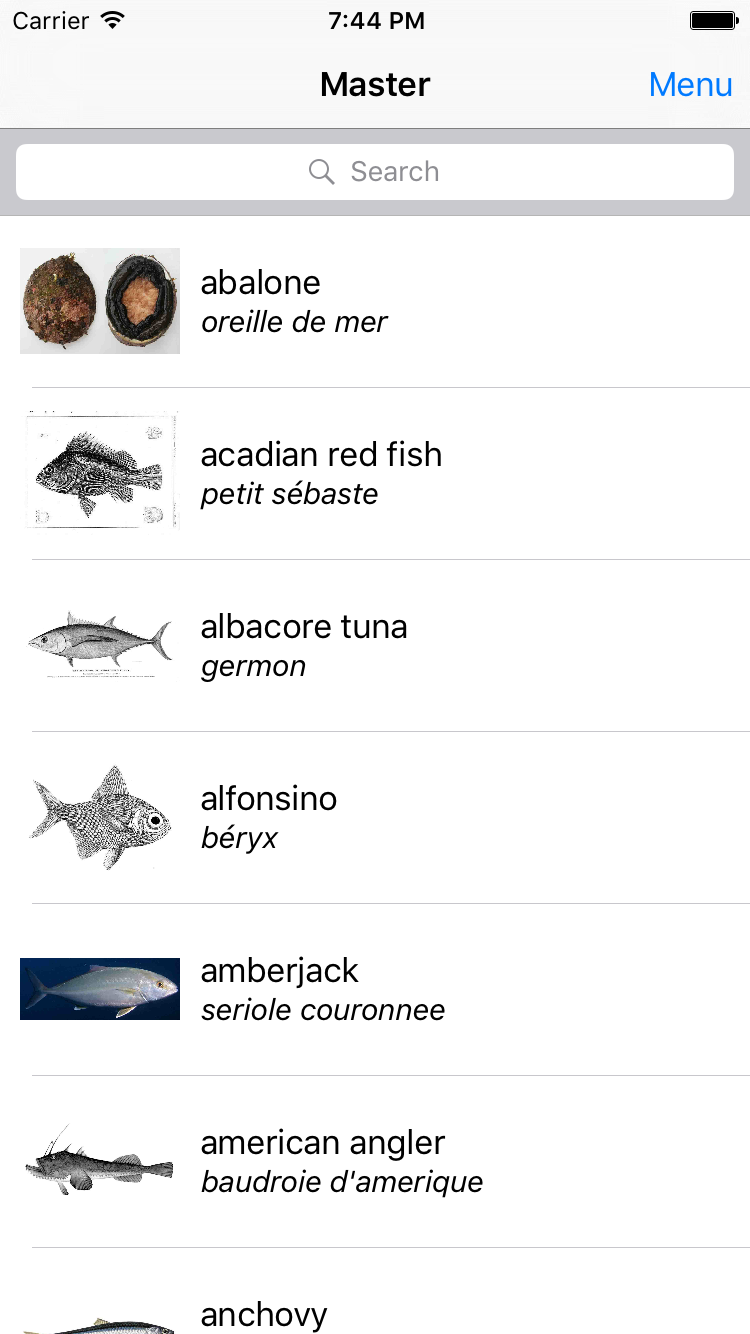 Carrier 7:44 PM
Master Menu
Search
abalone
oreille de mer
acadian red fish
petit sébaste
albacore tuna
germon
alfonsino
béryx
amberjack
seriole couronnee
american angler
baudroie d'amerique
anchovy